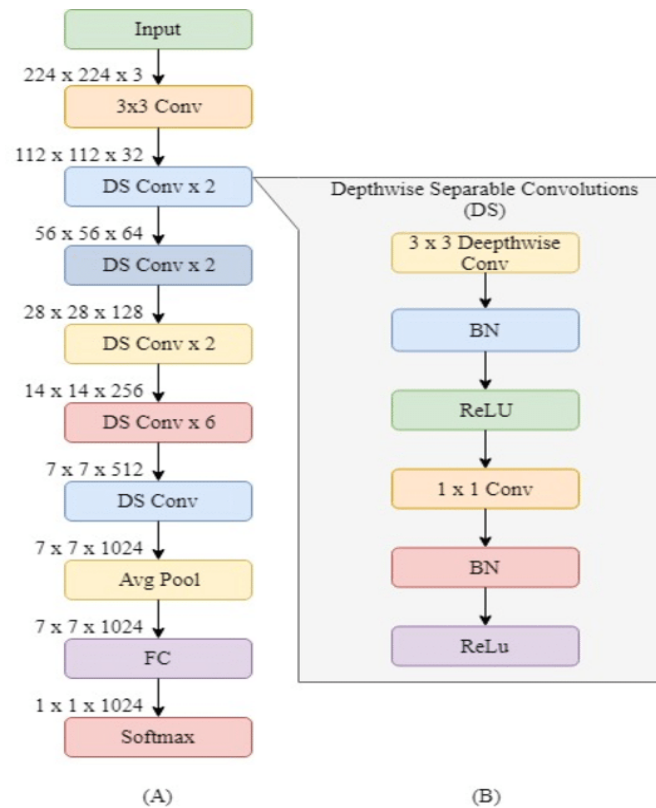 Input
224 x 224 x 3
3x3 Conv
112 x 112 x 32
DS Conv x 2
56 x 56 x 64
DS Conv x 2
28 x 28 x 128
DS Conv x 2
14 x 14 x 256
DS Conv x 6
7 x 7 x 512
DS Conv
7 x 7 x 1024
Avg Pool
7 x 7 x 1024
FC
1 x 1 x 1024
Softmax
(A)
Depthwise Separable Convolutions
(DS)
3 x 3 Deepthwise
Conv
BN
ReLU
1 x 1 Conv
BN
ReLu
(B)